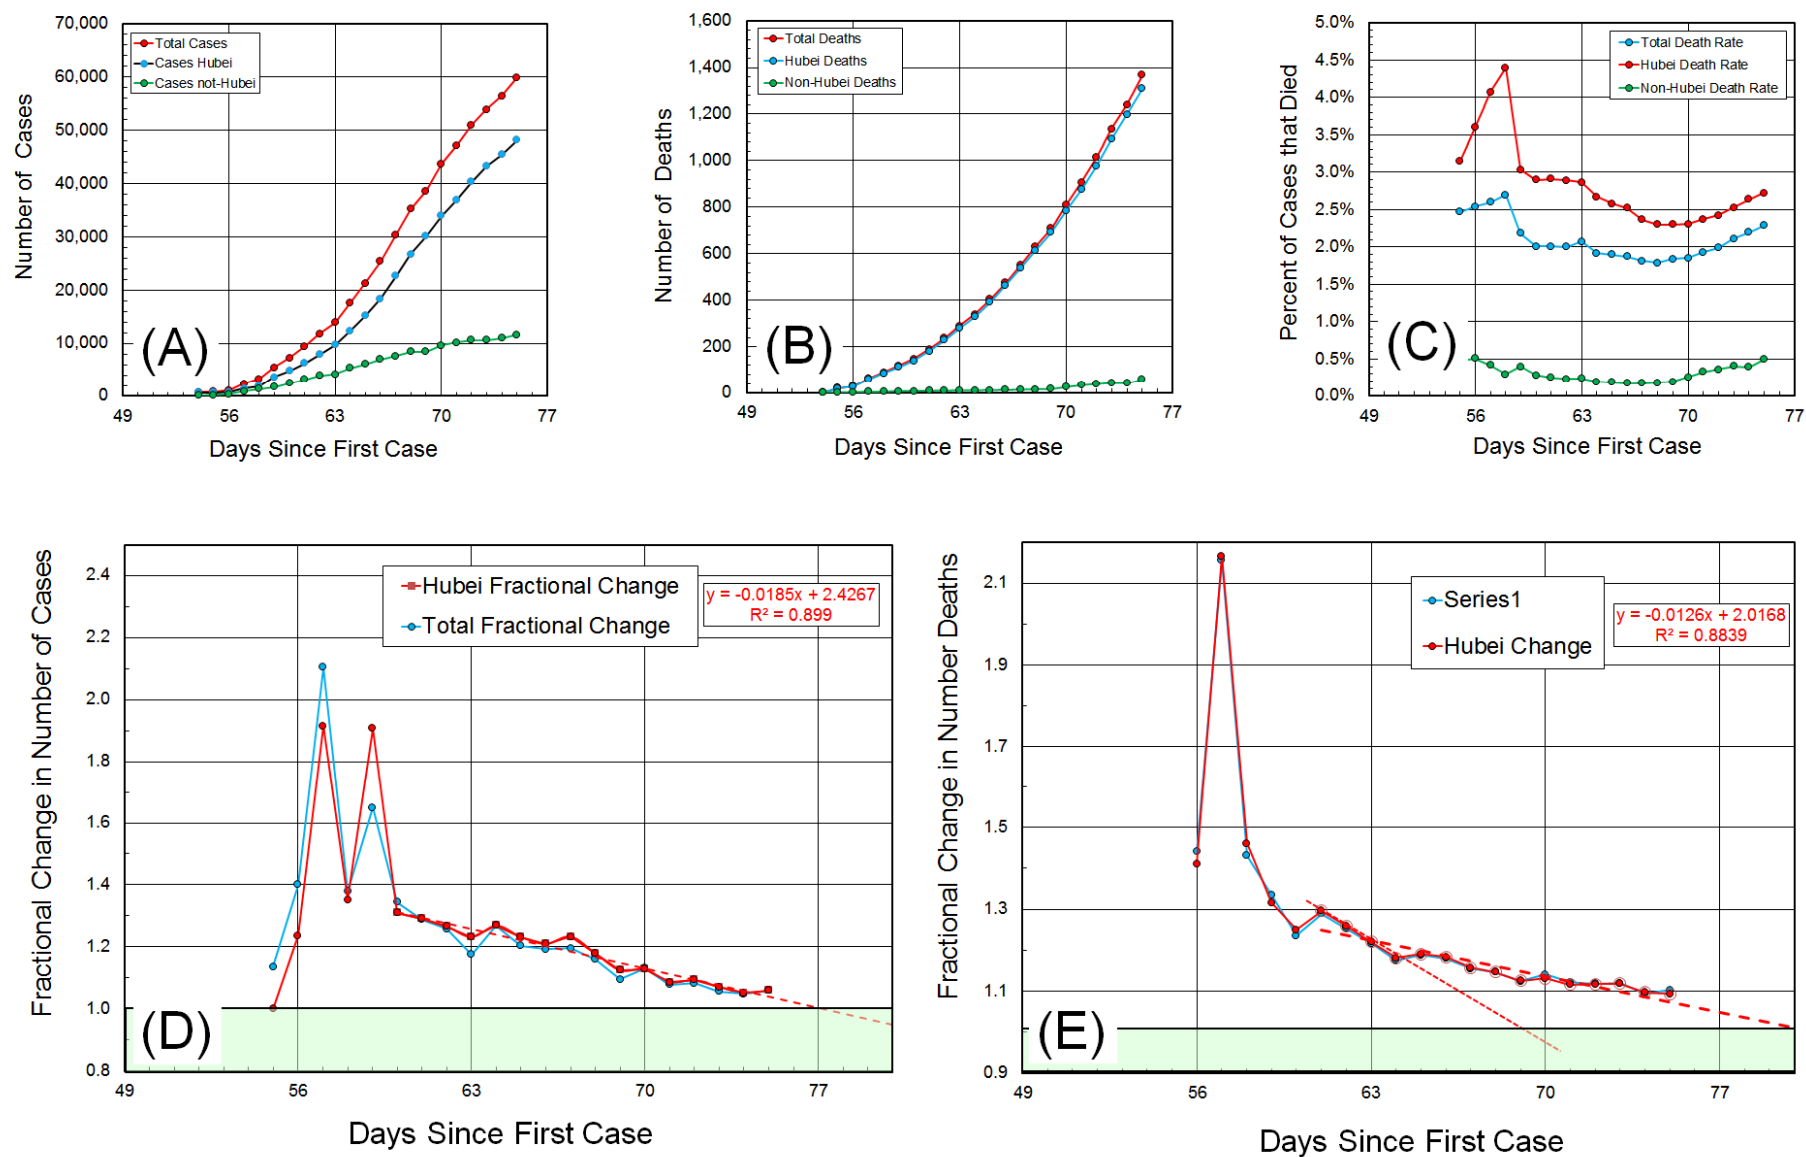 70,000
60,000
50,000
40,000
30,000
20,000
10,000
0
49
56
63
70
77
Number of Cases
Days Since First Case
Total Cases
Cases Hubei
Cases not-Hubei
(A)
1,600
1,400
1,200
1,000
800
600
400
200
0
49
56
63
70
77
Number of Deaths
Days Since First Case
Total Deaths
Hubei Deaths
Non-Hubei Deaths
(B)
5.0%
4.5%
4.0%
3.5%
3.0%
2.5%
2.0%
1.5%
1.0%
0.5%
0.0%
49
56
63
70
77
Percent of Cases that Died
Days Since First Case
Total Death Rate
Hubei Death Rate
Non-Hubei Death Rate
(C)
2.4
2.2
2.0
1.8
1.6
1.4
1.2
1.0
0.8
49
56
63
70
77
Fractional Change in Number of Cases
Days Since First Case
Hubei Fractional Change
Total Fractional Change
y = -0.0185x + 2.4267
R² = 0.899
(D)
2.1
1.9
1.7
1.5
1.3
1.1
0.9
49
56
63
70
77
Fractional Change in Number Deaths
Days Since First Case
Series1
Hubei Change
y = -0.0126x + 2.0168
R² = 0.8839
(E)